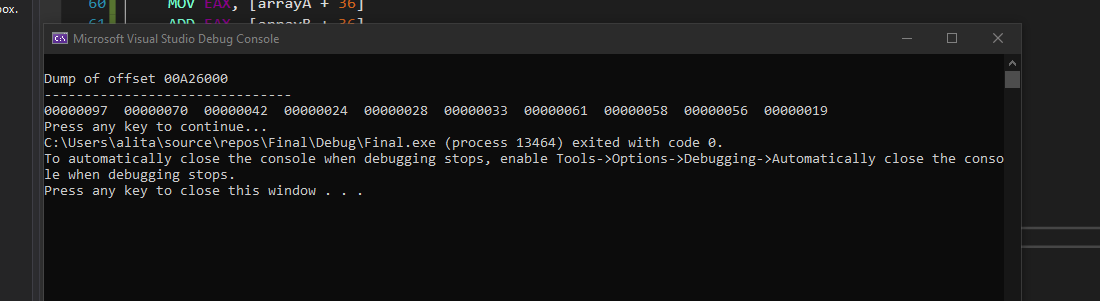 box.
60 MOV EAX, [arrayA + 36]
61 ADD EAX, [arrayB + 36]
Microsoft Visual Studio Debug Console
Dump of offset 00A26000
-------------------------------
00000097 00000070 00000042 00000024 00000028 00000033 00000061 00000058 00000056 00000019
Press any key to continue...
C:\Users\alita\source\repos\Final\Debug\Final.exe (process 13464) exited with code 0.
To automatically close the console when debugging stops, enable Tools->Options->Debugging->Automatically close the conso
le when debugging stops.
Press any key to close this window . . .